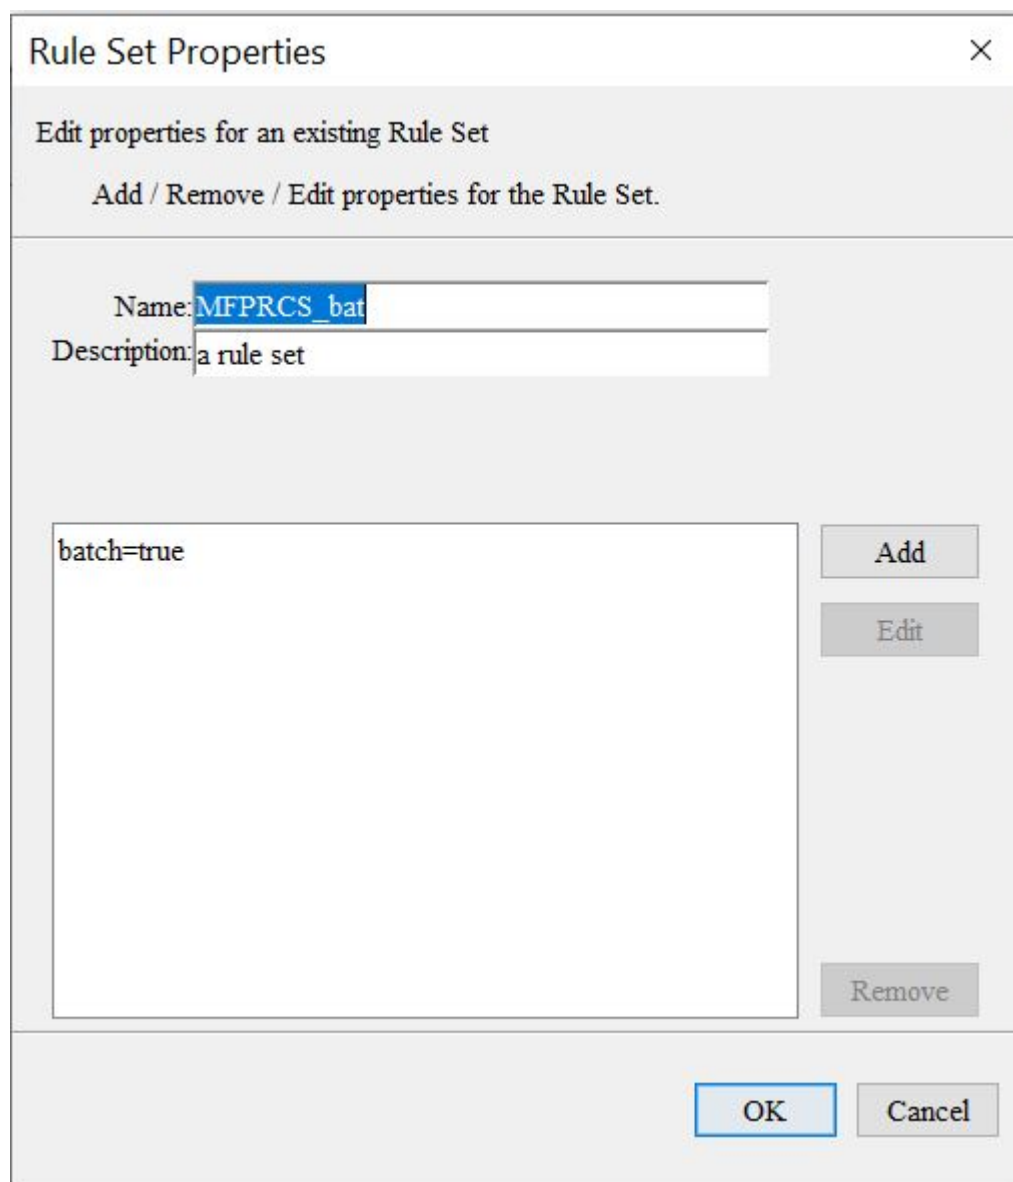 Rule Set Properties
Edit properties for an existing Rule Set
Add / Remove / Edit properties for the Rule Set.
Name: MFPRCS_bat
Description: a rule set
batch=true
Add
Edit
Remove
OK
Cancel